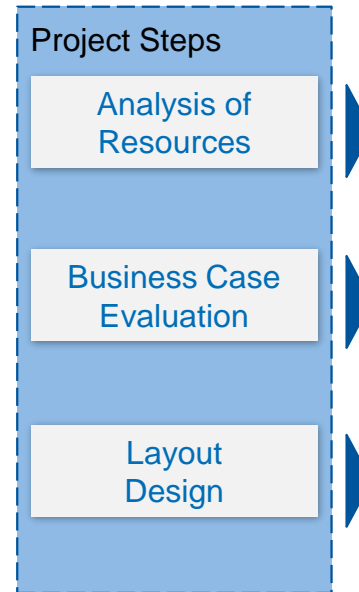 Project Steps
Analysis of
Resources
Business Case
Evaluation
Layout
Design